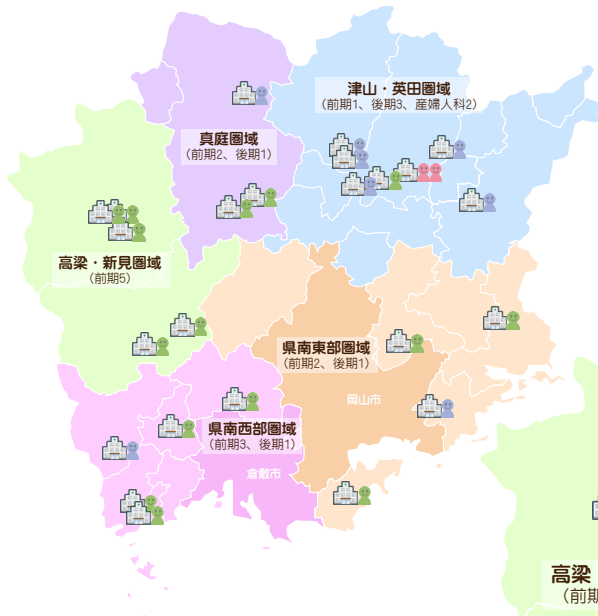 津山・英田圏域
（前期1、後期3、産婦人科2）
真庭圏域
（前期2、後期1）
高梁・新見圏域
（前期5）
県南東部圏域
（前期2、後期1）
岡山市
県南西部圏域
（前期3、後期1）
倉敷市
高梁
（前期